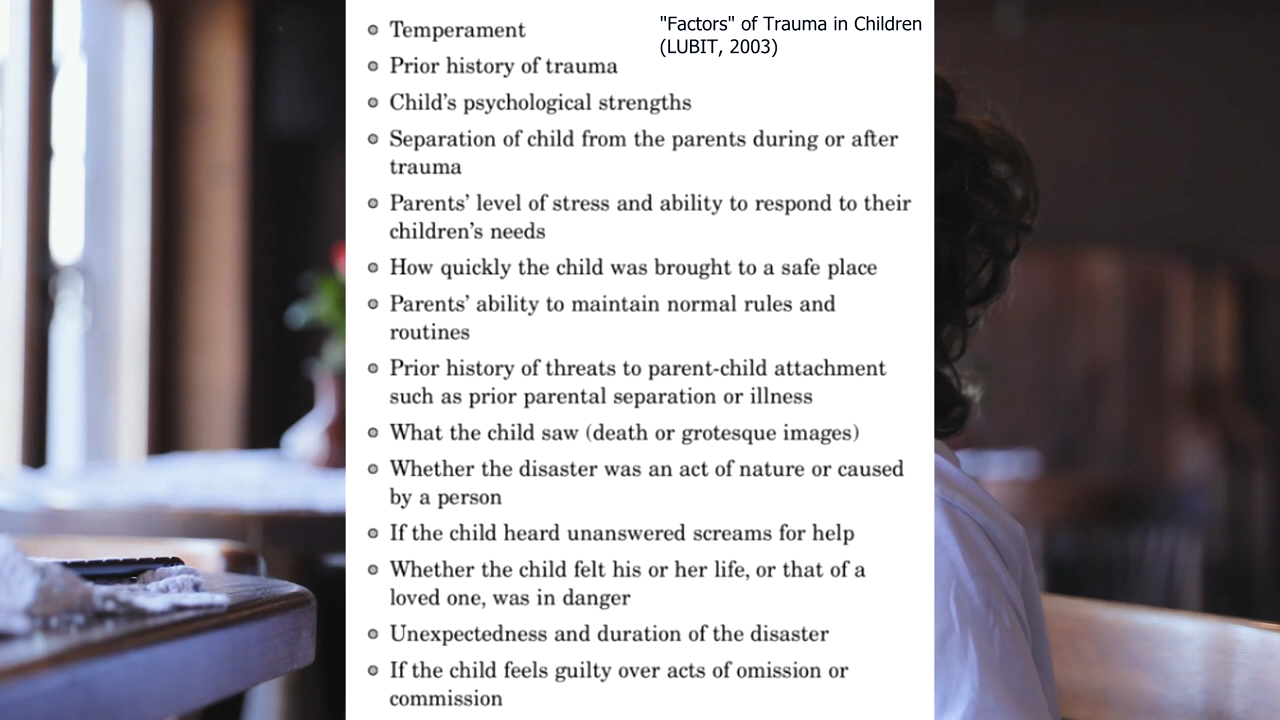 "Factors" of Trauma in Children
(LUBIT, 2003)
Temperament
Prior history of trauma
Child's psychological strengths
Separation of child from the parents during or after
trauma
Parents' level of stress and ability to respond to their
children's needs
How quickly the child was brought to a safe place
Parents' ability to maintain normal rules and
routines
Prior history of threats to parent-child attachment
such as prior parental separation or illness
What the child saw (death or grotesque images)
Whether the disaster was an act of nature or caused
by a person
If the child heard unanswered screams for help
Whether the child felt his or her life, or that of a
loved one, was in danger
Unexpectedness and duration of the disaster
If the child feels guilty over acts of omission or
commission